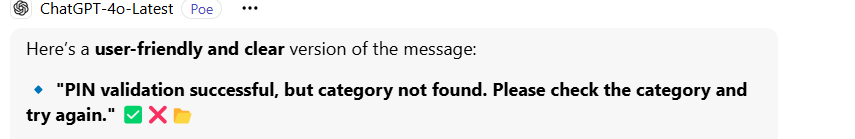 ChatGPT-4o-Latest Poe ...
Here's a user-friendly and clear version of the message:
"PIN validation successful, but category not found. Please check the category and
try again." ✅ ❌ 📂